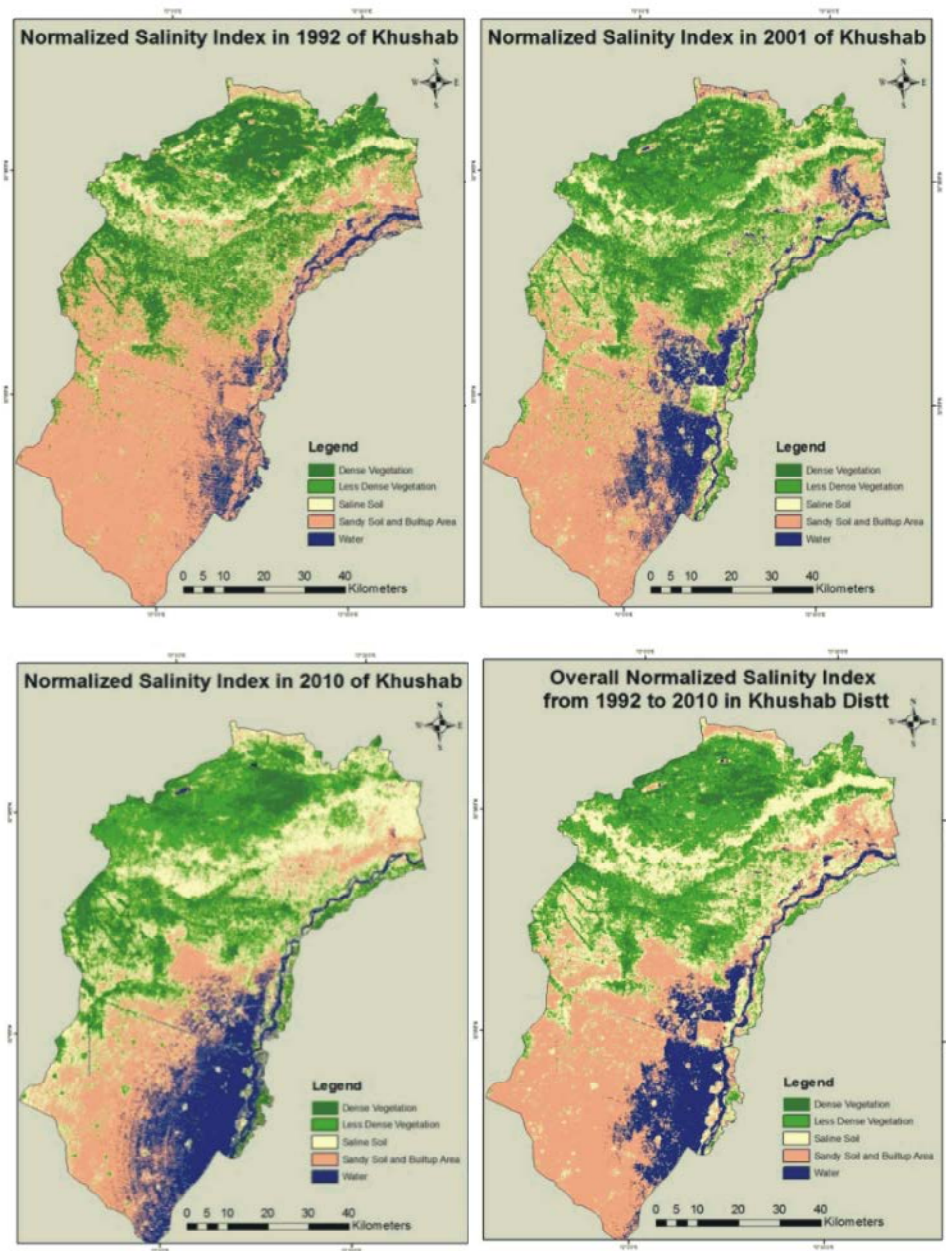 Normalized Salinity Index in 1992 of Khushab
N
W E
S
Legend
Dense Vegetation
Less Dense Vegetation
Saline Soil
Sandy Soil and Builtup Area
Water
0 5 10 20 30 40
Kilometers
Normalized Salinity Index in 2001 of Khushab
N
W E
S
Legend
Dense Vegetation
Less Dense Vegetation
Saline Soil
Sandy Soil and Builtup Area
Water
0 5 10 20 30 40
Kilometers
Normalized Salinity Index in 2010 of Khushab
N
W E
S
Legend
Dense Vegetation
Less Dense Vegetation
Saline Soil
Sandy Soil and Builtup Area
Water
0 5 10 20 30 40
Kilometers
Overall Normalized Salinity Index
from 1992 to 2010 in Khushab Distt
N
W E
S
Legend
Dense Vegetation
Less Dense Vegetation
Saline Soil
Sandy Soil and Builtup Area
Water
0 5 10 20 30 40
Kilometers